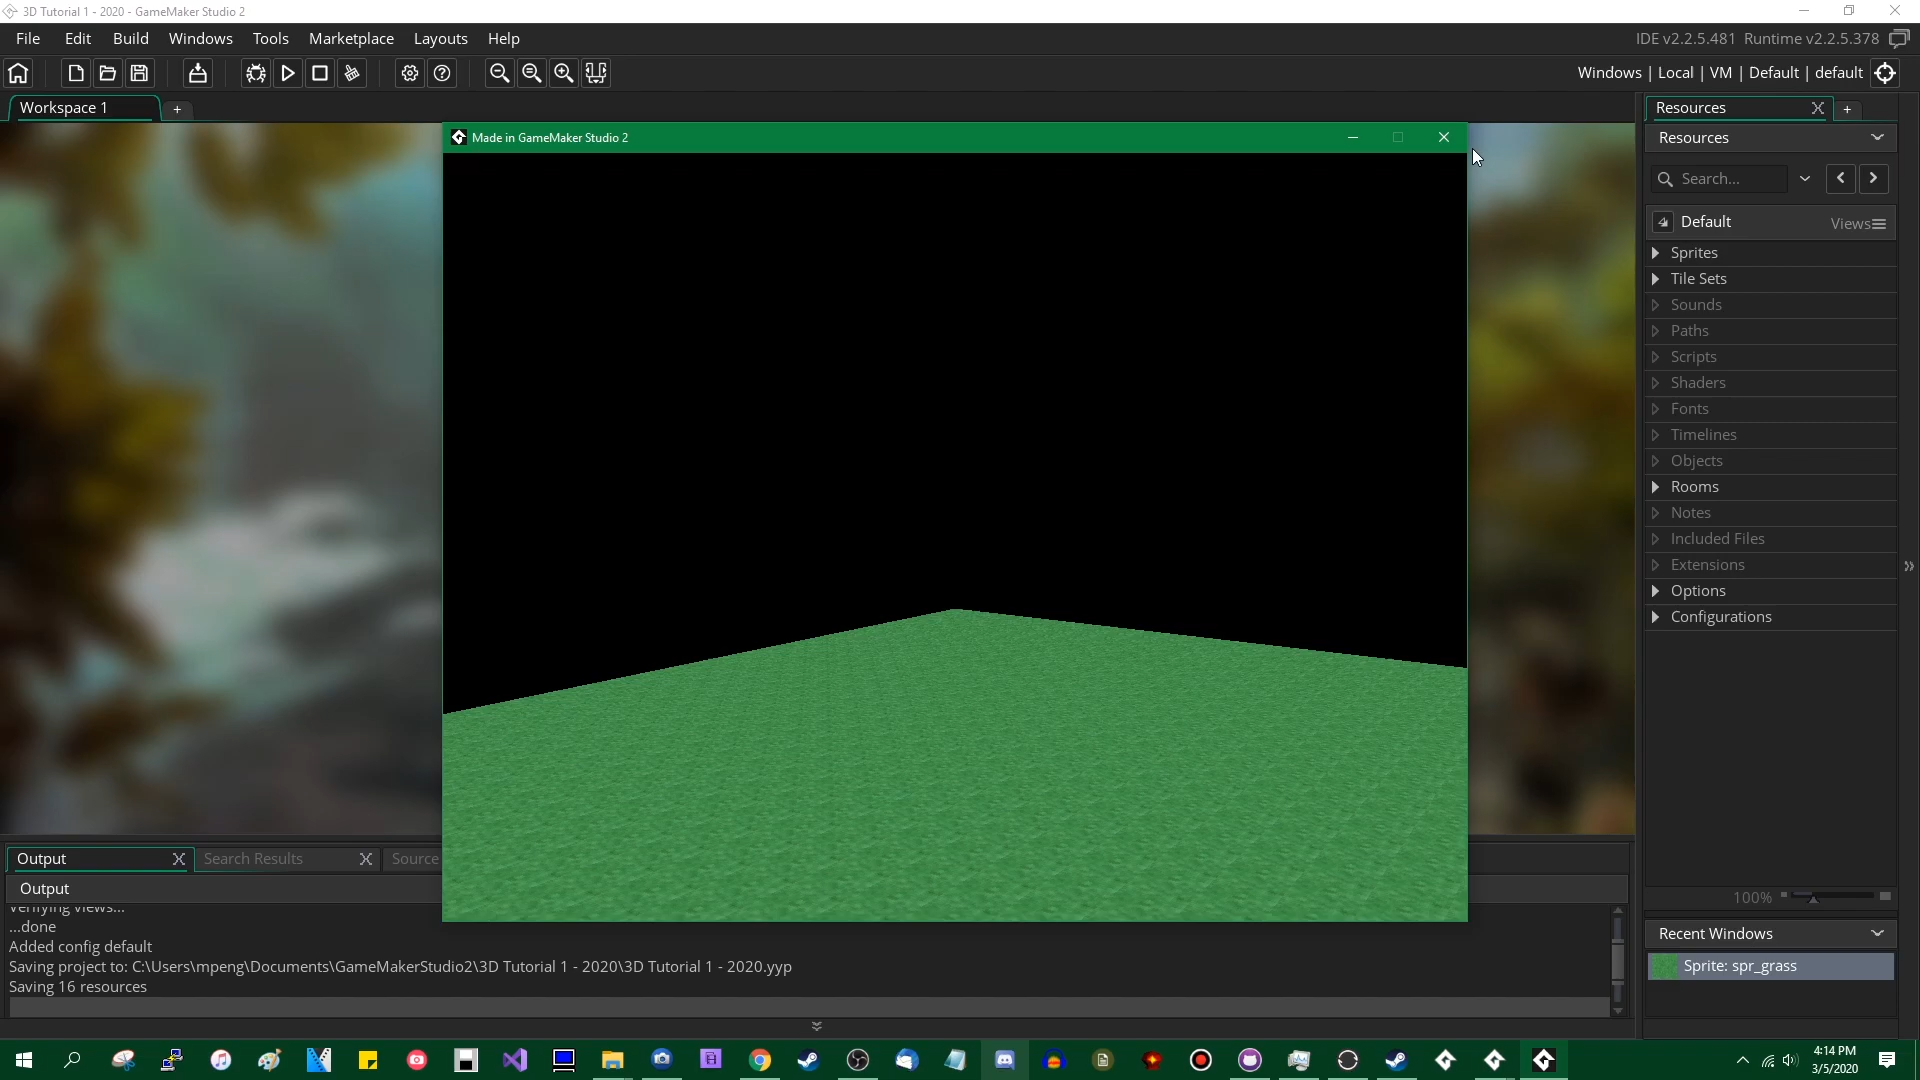 3D Tutorial 1 - 2020 - GameMaker Studio 2
File Edit Build Windows Tools Marketplace Layouts Help
IDE v2.2.5.481 Runtime v2.2.5.378
Windows | Local | VM | Default | default
Workspace 1
Resources
Made in GameMaker Studio 2
Resources
Search...
Default Views
Sprites
Tile Sets
Sounds
Paths
Scripts
Shaders
Fonts
Timelines
Objects
Rooms
Notes
Included Files
Extensions
Options
Configurations
100%
Output Search Results Source
Output
Verifying views...
...done
Added config default
Saving project to: C:\Users\mpeng\Documents\GameMakerStudio2\3D Tutorial 1 - 2020\3D Tutorial 1 - 2020.yyp
Saving 16 resources
Recent Windows
Sprite: spr_grass
4:14 PM
3/5/2020